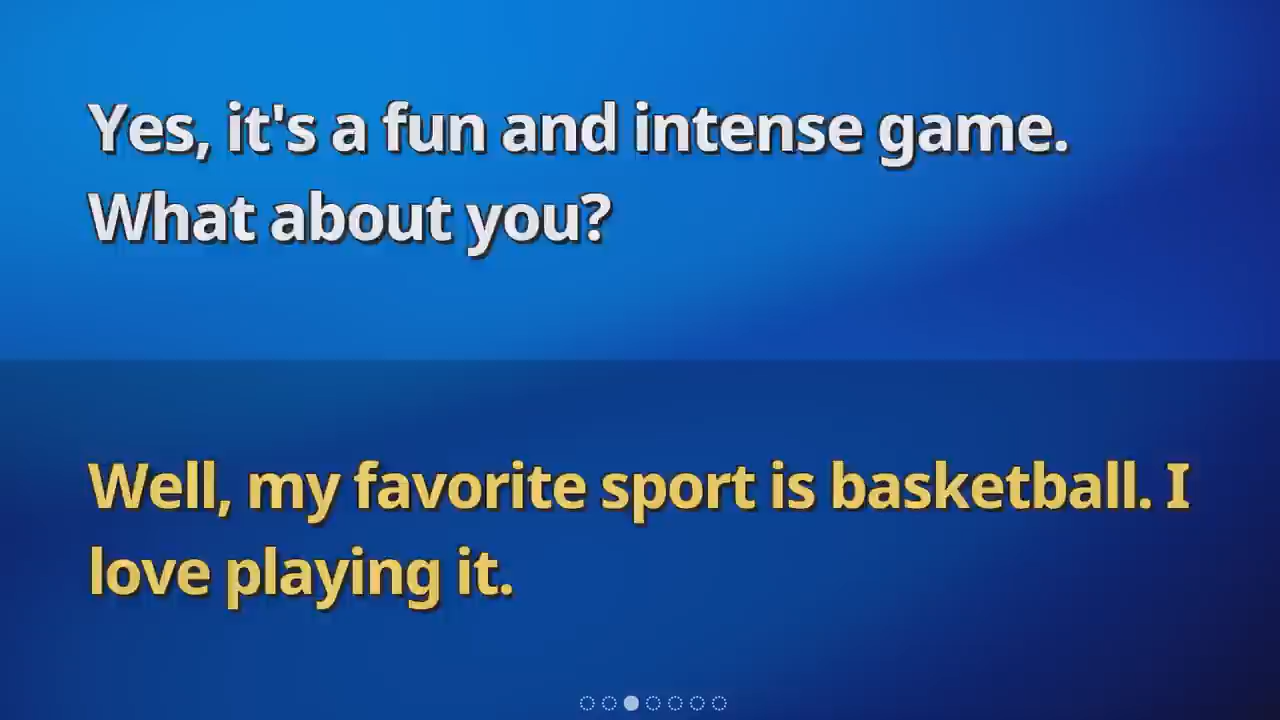 Yes, it's a fun and intense game.
What about you?
Well, my favorite sport is basketball. I
love playing it.